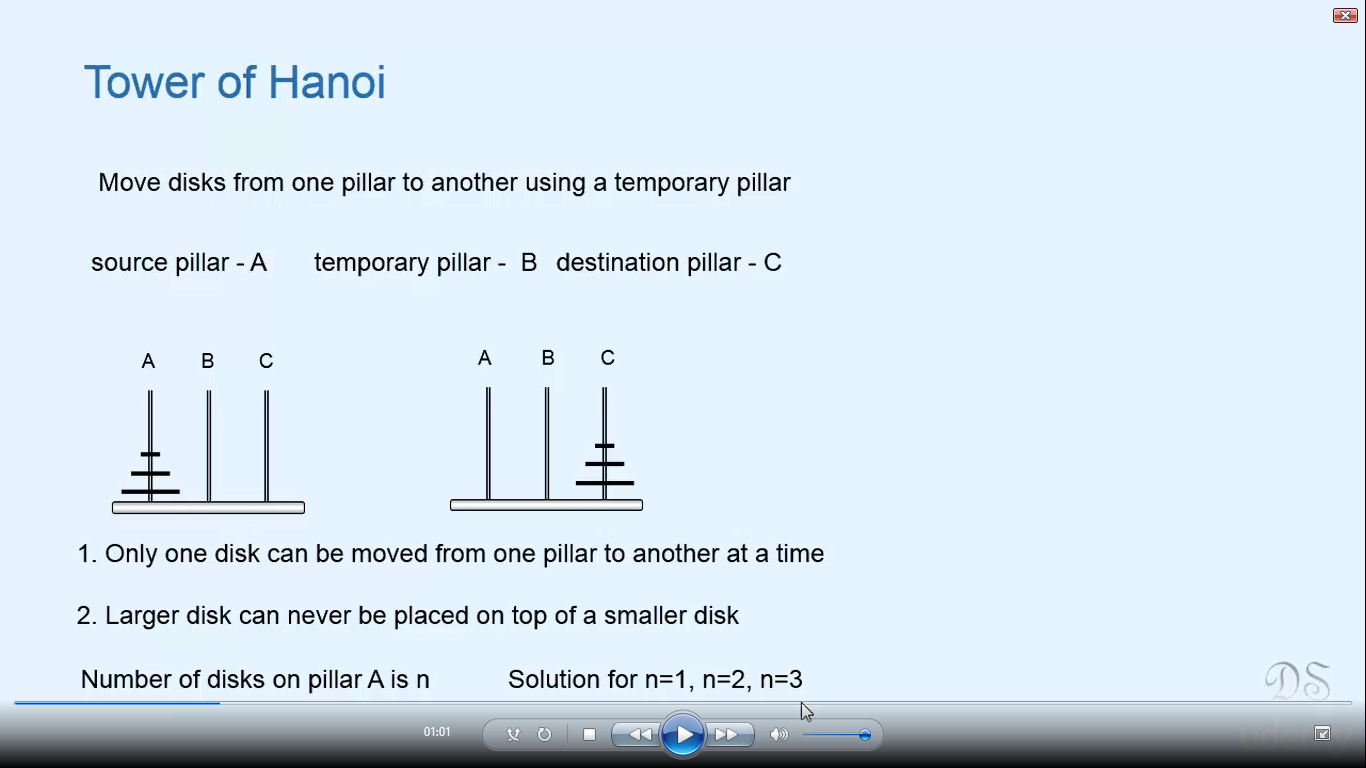 Tower of Hanoi
Move disks from one pillar to another using a temporary pillar
source pillar - A temporary pillar - B destination pillar - C
A B C A B C
1. Only one disk can be moved from one pillar to another at a time
2. Larger disk can never be placed on top of a smaller disk
Number of disks on pillar A is n Solution for n=1, n=2, n=3
DS
01:01